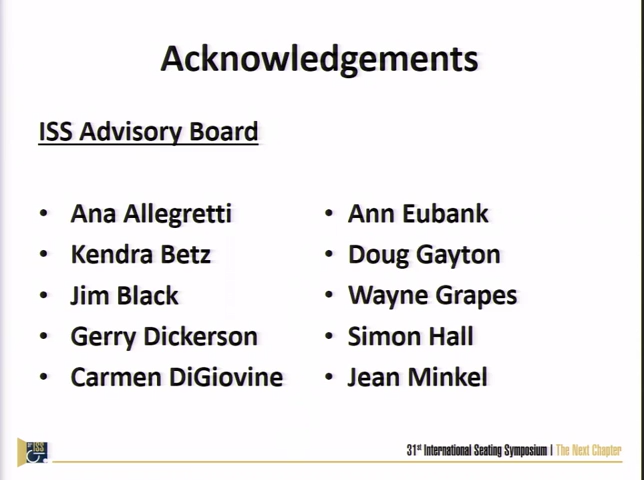 Acknowledgements
ISS Advisory Board
• Ana Allegretti
• Kendra Betz
• Jim Black
• Gerry Dickerson
• Carmen DiGiovine
• Ann Eubank
• Doug Gayton
• Wayne Grapes
• Simon Hall
• Jean Minkel
ISS
31st International Seating Symposium | The Next Chapter